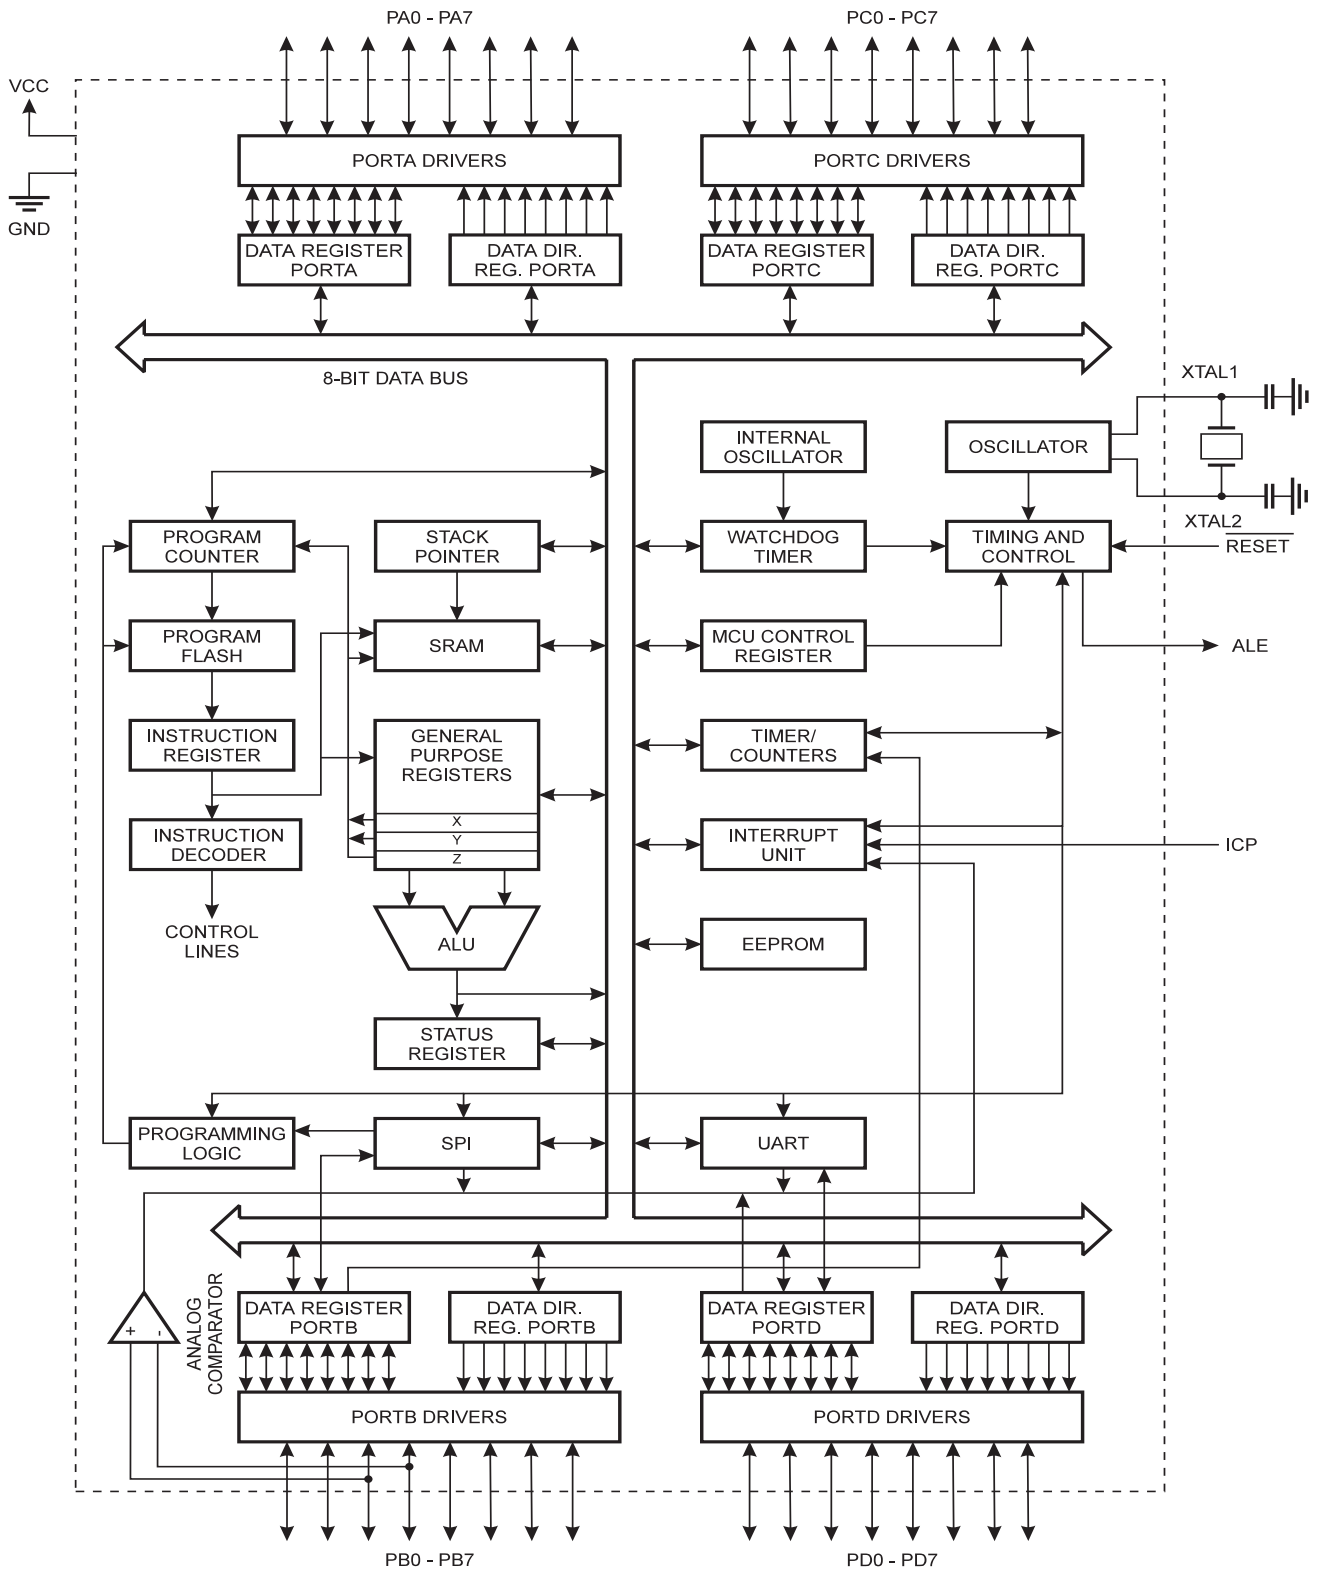 PA0 - PA7
PC0 - PC7
VCC
GND
PORTA DRIVERS
PORTC DRIVERS
DATA REGISTER
PORTA
DATA DIR.
REG. PORTA
DATA REGISTER
PORTC
DATA DIR.
REG. PORTC
8-BIT DATA BUS
XTAL1
INTERNAL
OSCILLATOR
OSCILLATOR
XTAL2
PROGRAM
COUNTER
STACK
POINTER
WATCHDOG
TIMER
TIMING AND
CONTROL
RESET
PROGRAM
FLASH
SRAM
MCU CONTROL
REGISTER
ALE
INSTRUCTION
REGISTER
GENERAL
PURPOSE
REGISTERS
X
Y
Z
TIMER/
COUNTERS
INSTRUCTION
DECODER
INTERRUPT
UNIT
ICP
CONTROL
LINES
ALU
EEPROM
STATUS
REGISTER
PROGRAMMING
LOGIC
SPI
UART
ANALOG
COMPARATOR
+
-
DATA REGISTER
PORTB
DATA DIR.
REG. PORTB
DATA REGISTER
PORTD
DATA DIR.
REG. PORTD
PORTB DRIVERS
PORTD DRIVERS
PB0 - PB7
PD0 - PD7